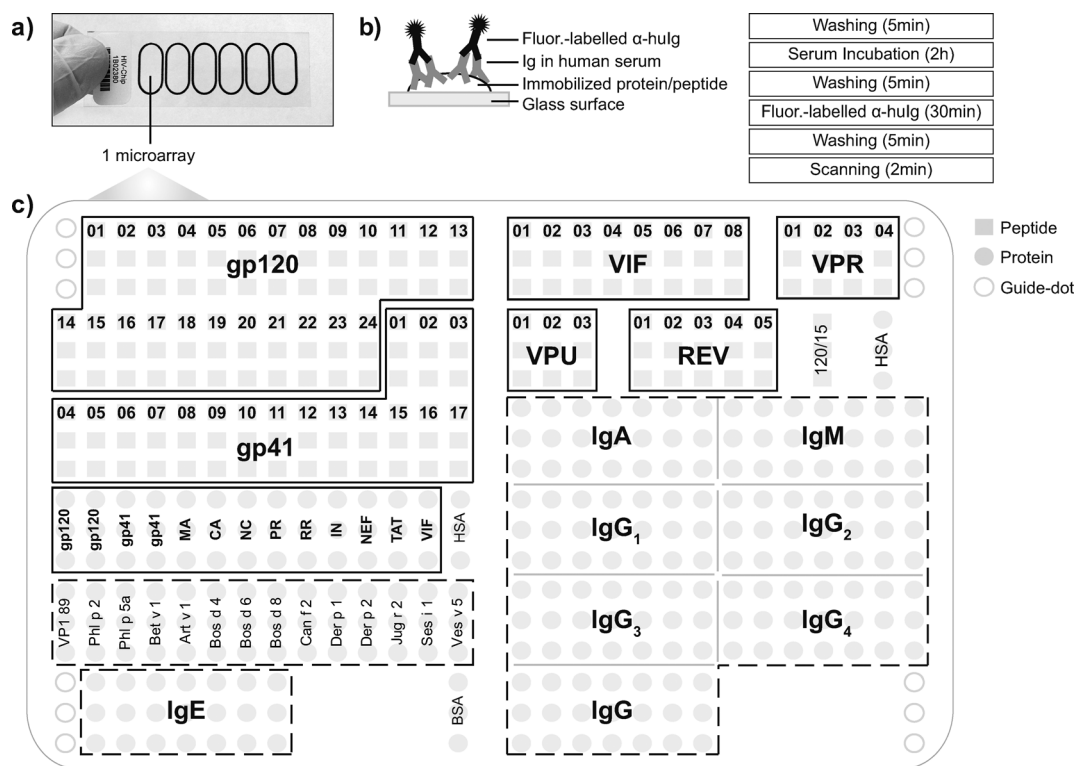 a)
HIV-Chip
1802380
1 microarray
b)
Fluor.-labelled α-huIg
Ig in human serum
Immobilized protein/peptide
Glass surface
Washing (5min)
Serum Incubation (2h)
Washing (5min)
Fluor.-labelled α-huIg (30min)
Washing (5min)
Scanning (2min)
c)
01 02 03 04 05 06 07 08 09 10 11 12 13
gp120
14 15 16 17 18 19 20 21 22 23 24
01 02 03
04 05 06 07 08 09 10 11 12 13 14 15 16 17
gp41
gp120 gp120 gp41 gp41 MA CA NC PR RR IN NEF TAT VIF HSA
VP1 89 Phl p 2 Phl p 5a Bet v 1 Art v 1 Bos d 4 Bos d 6 Bos d 8 Can f 2 Der p 1 Der p 2 Jug r 2 Ses i 1 Ves v 5
IgE
BSA
01 02 03 04 05 06 07 08
VIF
01 02 03 04
VPR
01 02 03
VPU
01 02 03 04 05
REV
120/15
HSA
IgA
IgM
IgG1
IgG2
IgG3
IgG4
IgG
Peptide
Protein
Guide-dot